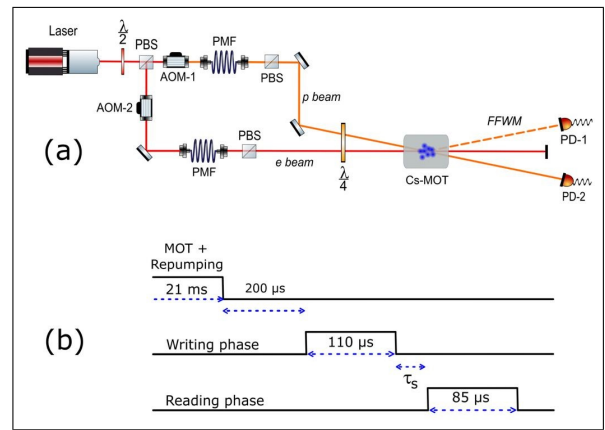 Laser
λ/2
PBS
AOM-1
PMF
PBS
AOM-2
p beam
FFWM
PD-1
(a)
PMF
PBS
e beam
λ/4
Cs-MOT
PD-2
MOT +
Repumping
21 ms
200 μs
(b)
Writing phase
110 μs
τs
Reading phase
85 μs